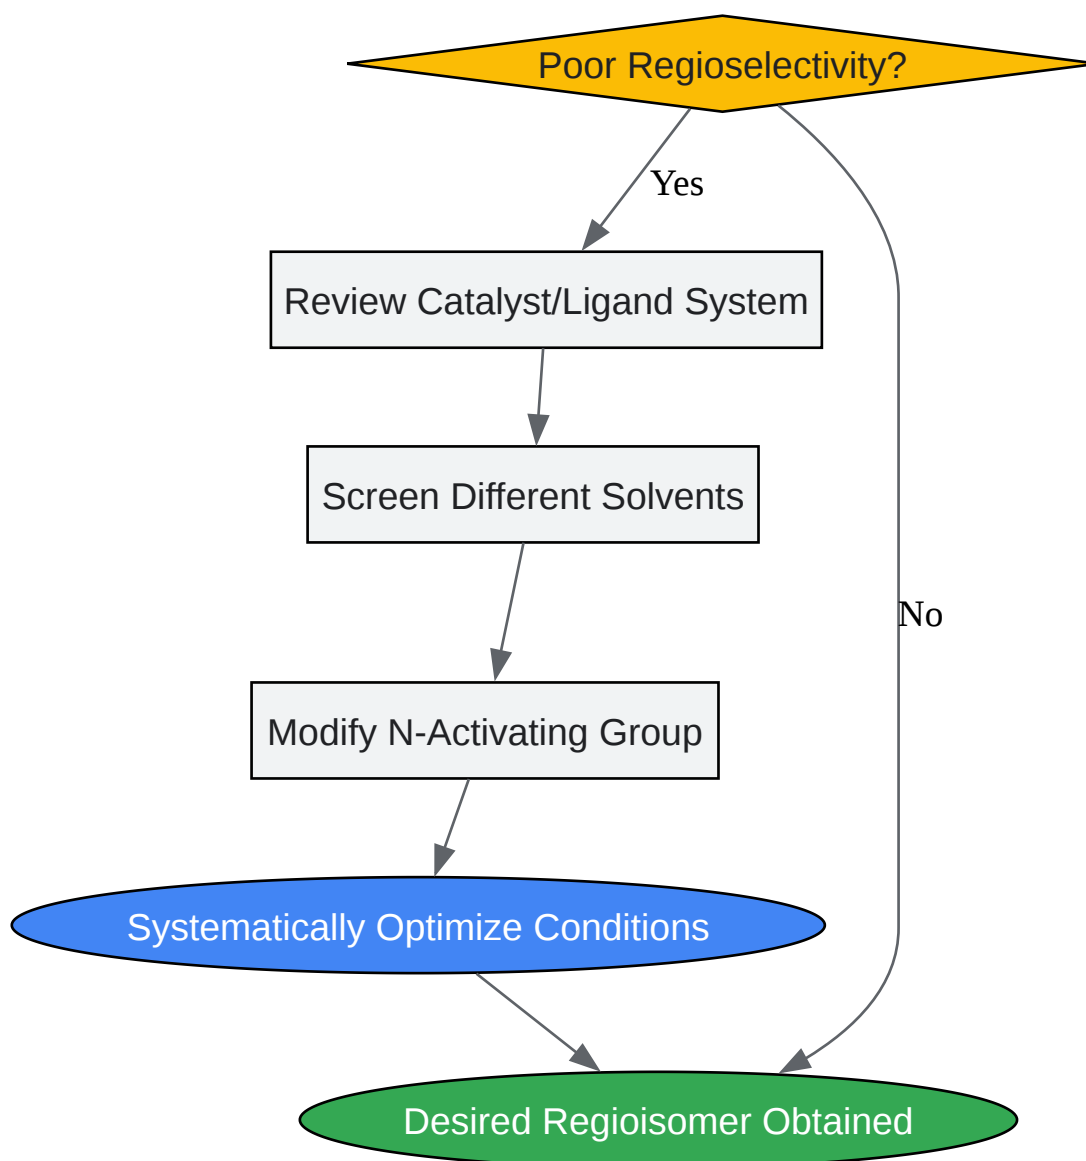 Poor Regioselectivity?
Yes
Review Catalyst/Ligand System
Screen Different Solvents
No
Modify N-Activating Group
Systematically Optimize Conditions
Desired Regioisomer Obtained